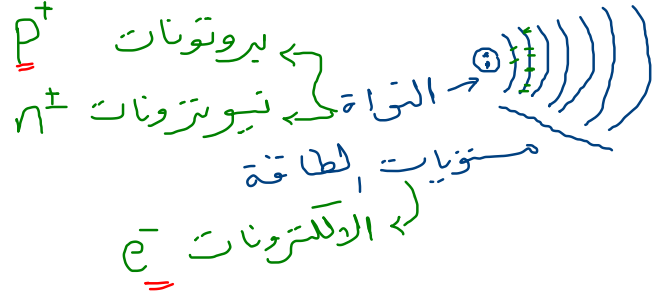 بروتونات P⁺
النواة
نيوترونات n±
مستويات الطاقة
الالكترونات e⁻